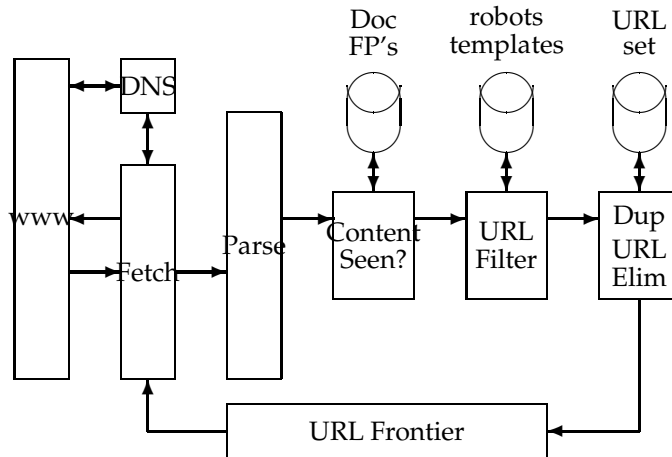 Doc
FP's
robots
templates
URL
set
DNS
www
Fetch
Parse
Content
Seen?
URL
Filter
Dup
URL
Elim
URL Frontier